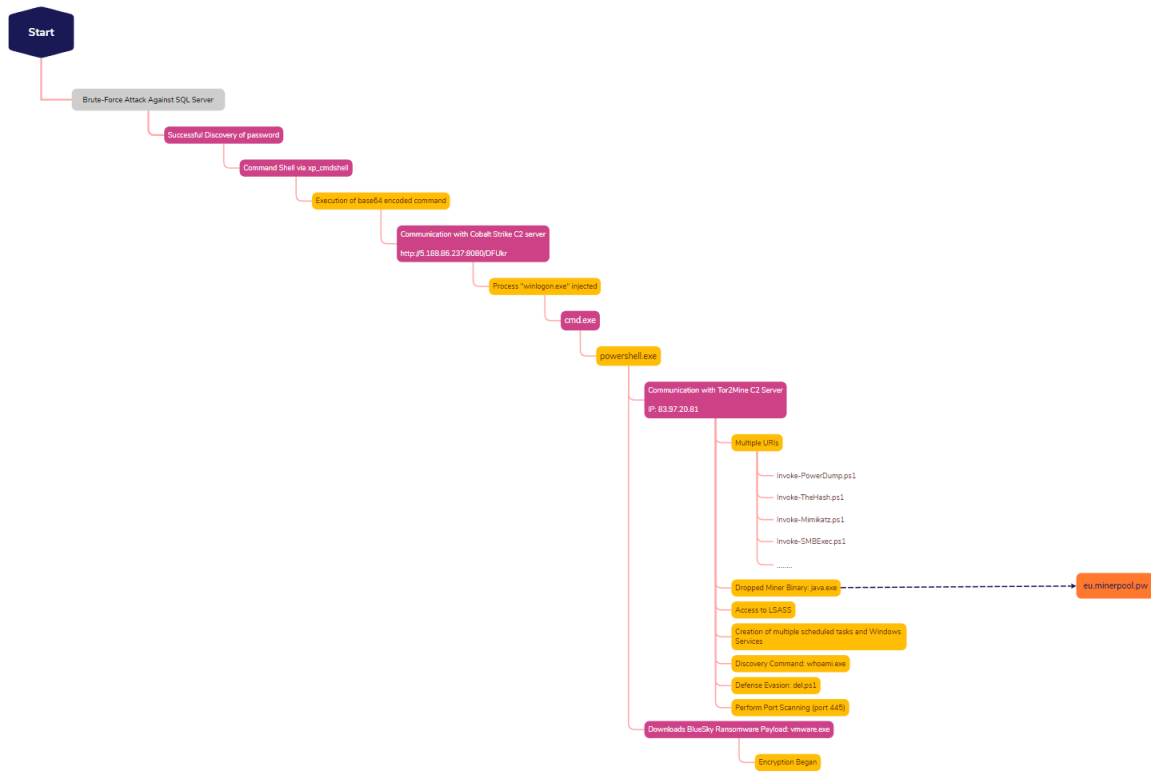 Start
Brute-Force Attack Against SQL Server
Successful Discovery of password
Command Shell via xp_cmdshell
Execution of base64 encoded command
Communication with Cobalt Strike C2 server
http://5.188.86.237:8080/DFUkr
Process "winlogon.exe" injected
cmd.exe
powershell.exe
Communication with Tor2Mine C2 Server
IP: 83.97.20.81
Multiple URIs
Invoke-PowerDump.ps1
Invoke-TheHash.ps1
Invoke-Mimikatz.ps1
Invoke-SMBExec.ps1
........
Dropped Miner Binary: java.exe
eu.minerpool.pw
Access to LSASS
Creation of multiple scheduled tasks and Windows
Services
Discovery Command: whoami.exe
Defense Evasion: del.ps1
Perform Port Scanning (port 445)
Downloads BlueSky Ransomware Payload: vmware.exe
Encryption Began